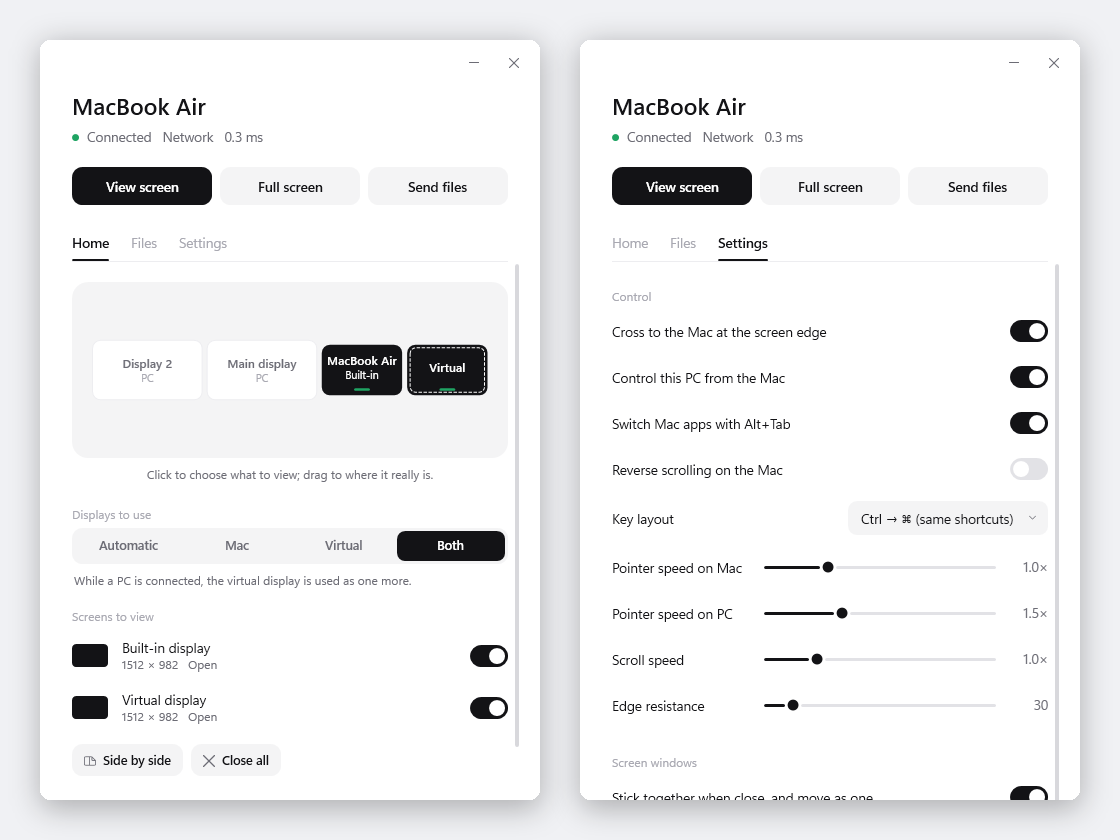 MacBook Air
Connected Network 0.3 ms
View screen Full screen Send files
Home Files Settings
Display 2
PC
Main display
PC
MacBook Air
Built-in
Virtual
Click to choose what to view; drag to where it really is.
Displays to use
Automatic Mac Virtual Both
While a PC is connected, the virtual display is used as one more.
Screens to view
Built-in display
1512 × 982 Open
Virtual display
1512 × 982 Open
Side by side Close all
MacBook Air
Connected Network 0.3 ms
View screen Full screen Send files
Home Files Settings
Control
Cross to the Mac at the screen edge
Control this PC from the Mac
Switch Mac apps with Alt+Tab
Reverse scrolling on the Mac
Key layout Ctrl → ⌘ (same shortcuts)
Pointer speed on Mac 1.0×
Pointer speed on PC 1.5×
Scroll speed 1.0×
Edge resistance 30
Screen windows
Stick together when close, and move as one